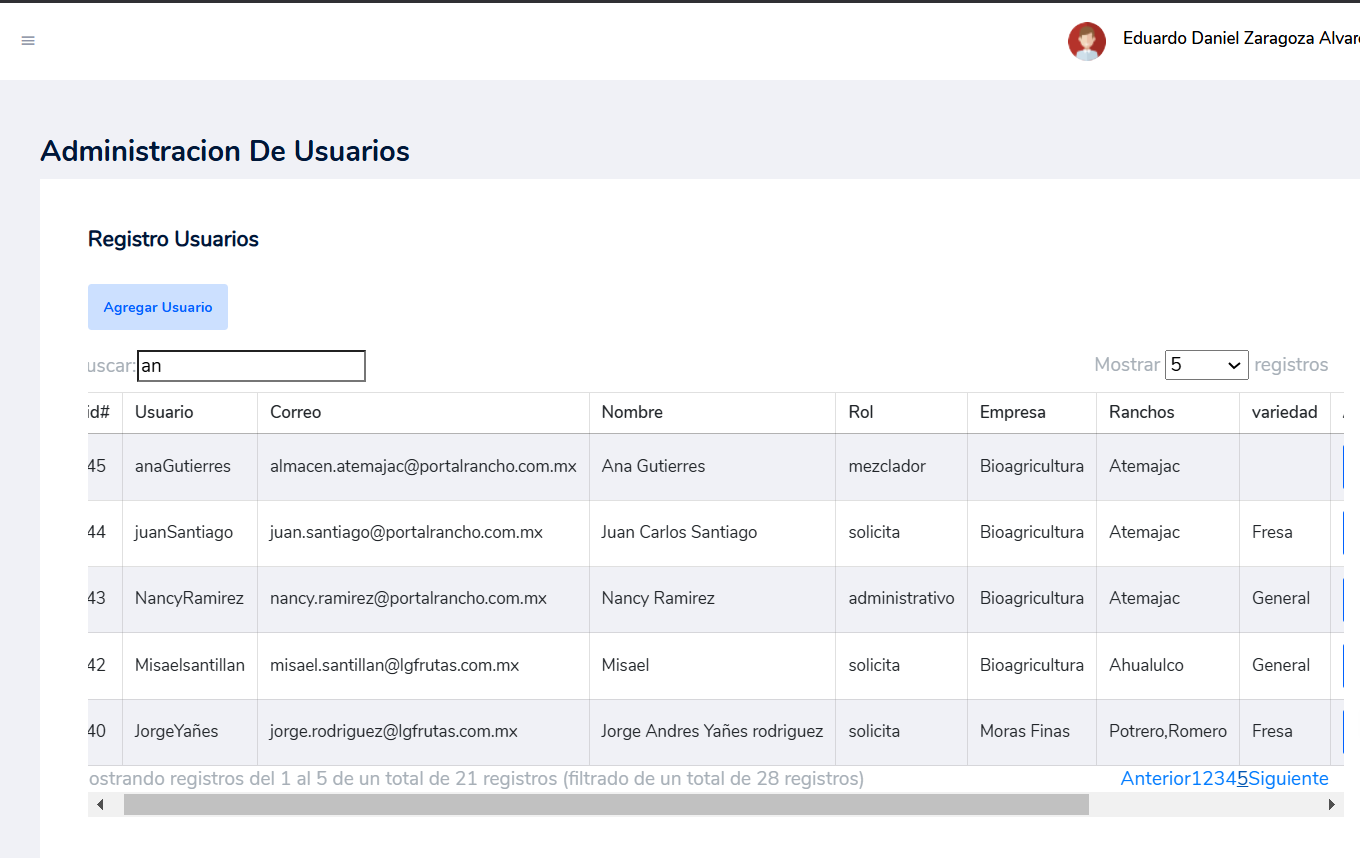 Eduardo Daniel Zaragoza Alvar
Administracion De Usuarios
Registro Usuarios
Agregar Usuario
uscar: an Mostrar 5 registros
id# Usuario Correo Nombre Rol Empresa Ranchos variedad
45 anaGutierres almacen.atemajac@portalrancho.com.mx Ana Gutierres mezclador Bioagricultura Atemajac
44 juanSantiago juan.santiago@portalrancho.com.mx Juan Carlos Santiago solicita Bioagricultura Atemajac Fresa
43 NancyRamirez nancy.ramirez@portalrancho.com.mx Nancy Ramirez administrativo Bioagricultura Atemajac General
42 Misaelsantillan misael.santillan@lgfrutas.com.mx Misael solicita Bioagricultura Ahualulco General
40 JorgeYañes jorge.rodriguez@lgfrutas.com.mx Jorge Andres Yañes rodriguez solicita Moras Finas Potrero,Romero Fresa
ostrando registros del 1 al 5 de un total de 21 registros (filtrado de un total de 28 registros) Anterior12345Siguiente